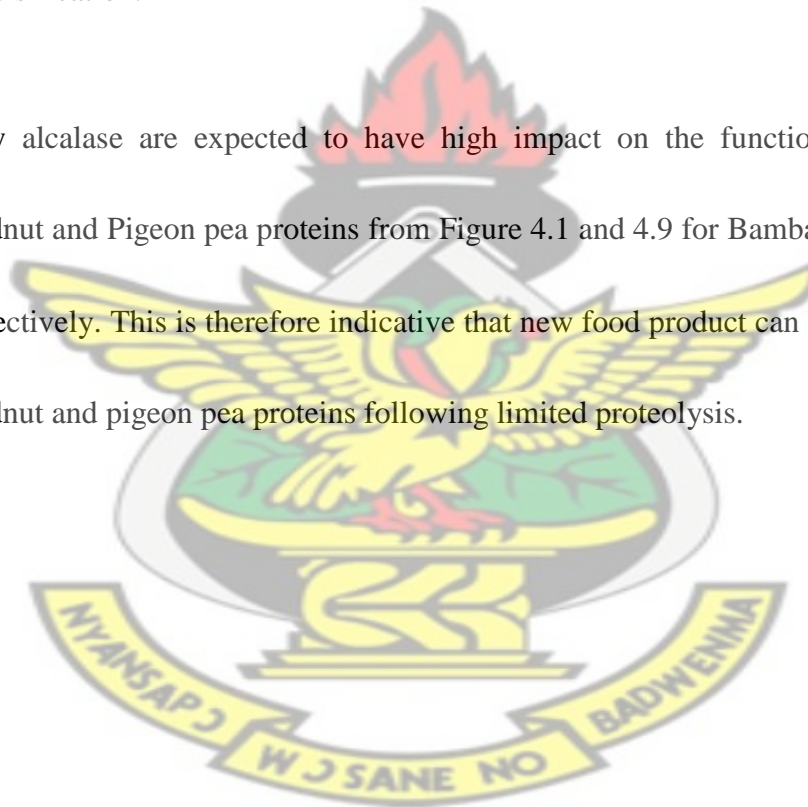 alcalase are expected to have high impact on the functio
dnut and Pigeon pea proteins from Figure 4.1 and 4.9 for Bamba
ectively. This is therefore indicative that new food product can
dnut and pigeon pea proteins following limited proteolysis.
NYANSAPƆ
WƆSANE NO
BADWENMA